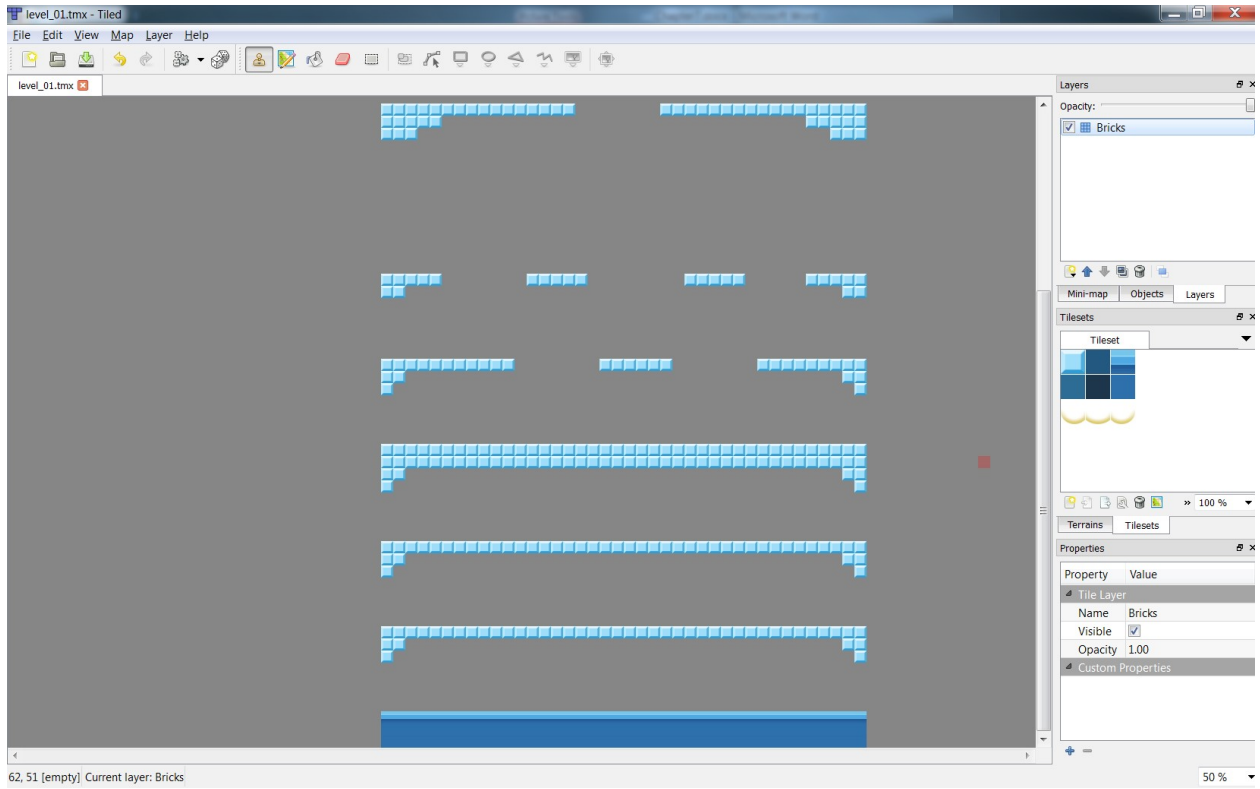 level_01.tmx - Tiled
File Edit View Map Layer Help
level_01.tmx
Layers
Opacity:
Bricks
Mini-map Objects Layers
Tilesets
Tileset
» 100 %
Terrains Tilesets
Properties
Property Value
Tile Layer
Name Bricks
Visible
Opacity 1.00
Custom Properties
62, 51 [empty] Current layer: Bricks
50 %